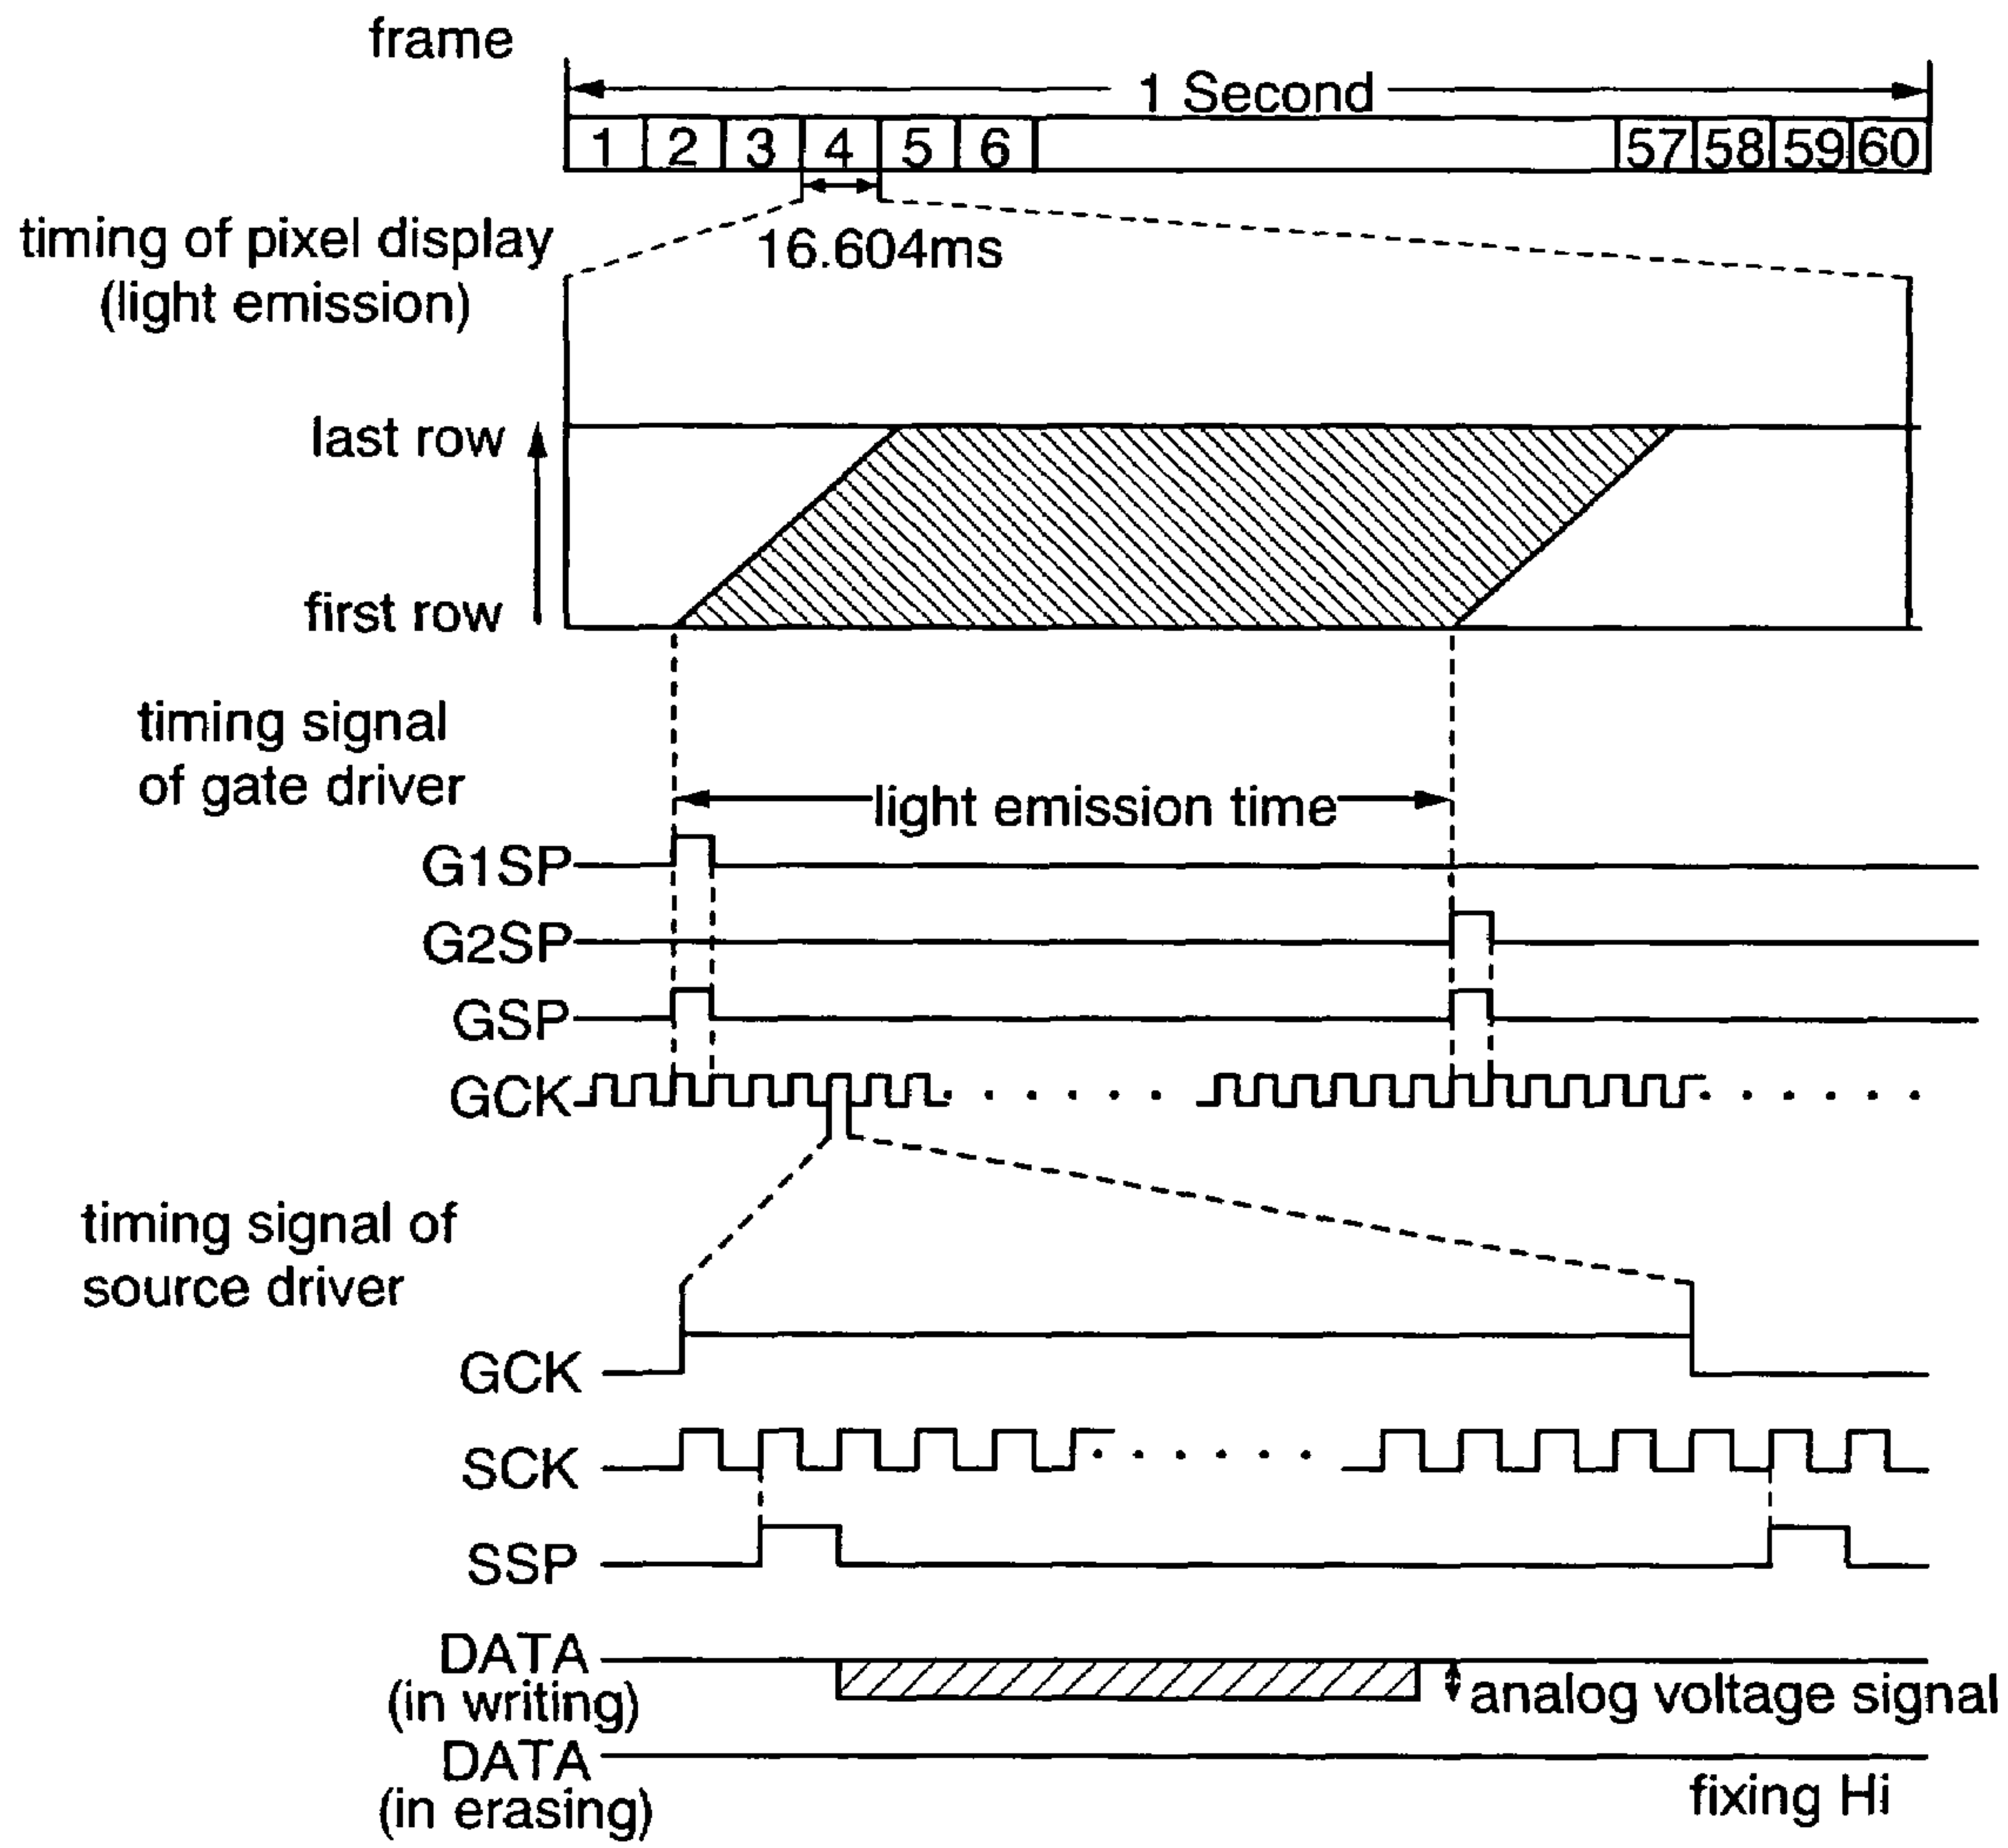 frame
1 Second
1 2 3 4 5 6 57 58 59 60
timing of pixel display
(light emission)
16.604ms
last row
first row
timing signal
of gate driver
light emission time
G1SP
G2SP
GSP
GCK
timing signal of
source driver
GCK
SCK
SSP
DATA
(in writing)
analog voltage signal
DATA
(in erasing)
fixing Hi